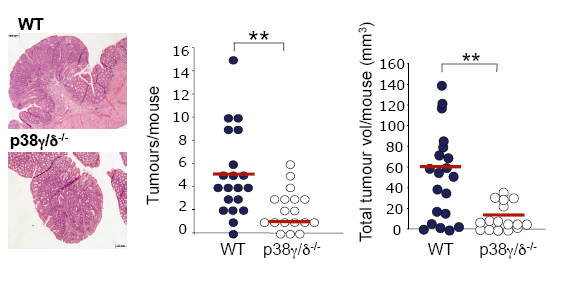 WT
p38γ/δ-/-
Tumours/mouse
16
14
12
10
8
6
4
2
0
**
WT
p38γ/δ-/-
Total tumour vol/mouse (mm3)
160
140
120
100
80
60
40
20
0
**
WT
p38γ/δ-/-